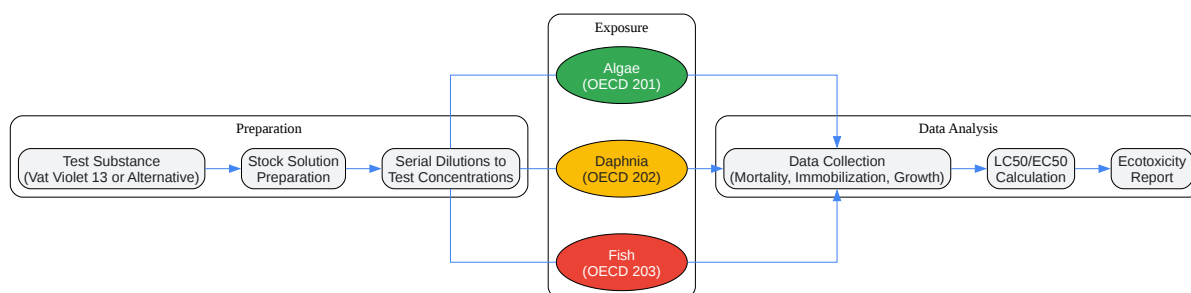 Preparation
Test Substance
(Vat Violet 13 or Alternative)
Stock Solution
Preparation
Serial Dilutions to
Test Concentrations
Exposure
Algae
(OECD 201)
Daphnia
(OECD 202)
Fish
(OECD 203)
Data Analysis
Data Collection
(Mortality, Immobilization, Growth)
LC50/EC50
Calculation
Ecotoxicity
Report